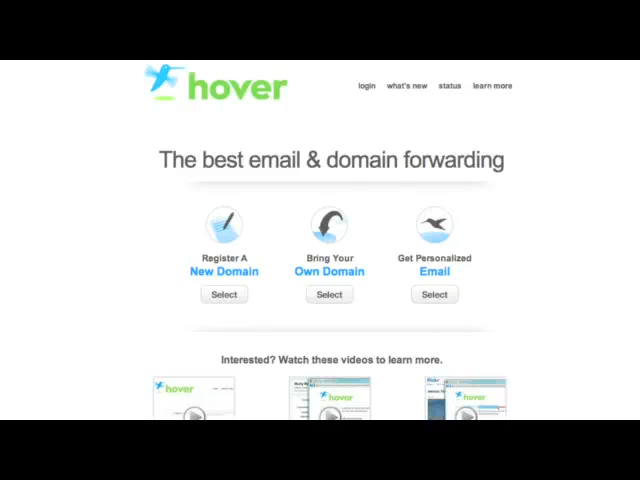 hover
login what's new status learn more
The best email & domain forwarding
Register A
New Domain
Select
Bring Your
Own Domain
Select
Get Personalized
Email
Select
Interested? Watch these videos to learn more.
hover
hover
hover